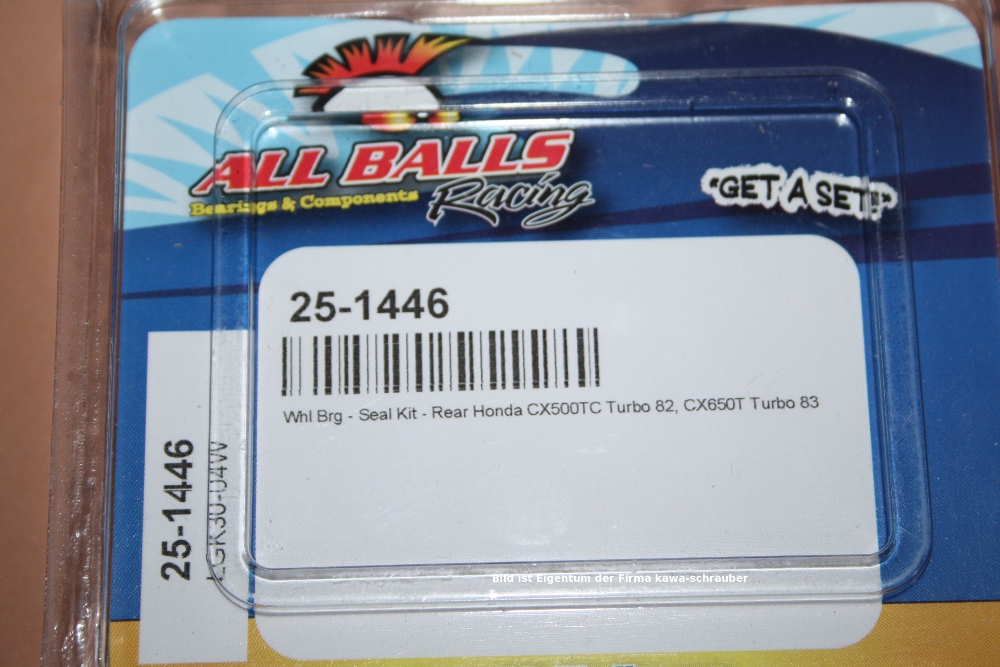 ALL BALLS
Racing
Bearings & Components
"GET A SET!!"
25-1446
Whl Brg - Seal Kit - Rear Honda CX500TC Turbo 82, CX650T Turbo 83
25-1446
Bild ist Eigentum der Firma kawa-schrauber